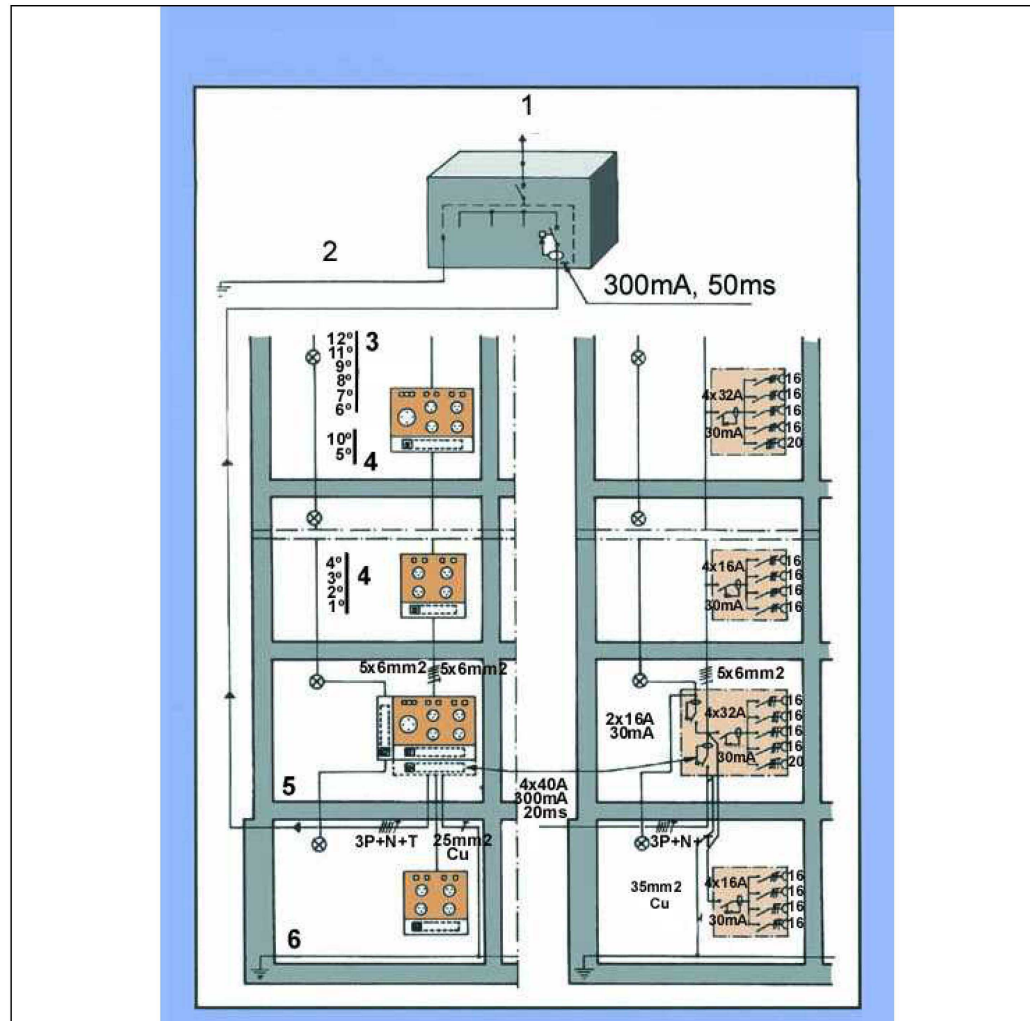 1
2
300mA, 50ms
12º 3
11º
9º
8º
7º
6º
10º
5º 4
4x32A
30mA
16
16
16
16
20
4º
3º 4
2º
1º
4x16A
30mA
16
16
16
16
5x6mm2 5x6mm2
5x6mm2
2x16A
30mA
4x32A
30mA
16
16
16
16
20
5
4x40A
300mA
20ms
3P+N+T
25mm2
Cu
3P+N+T
35mm2
Cu
4x16A
30mA
16
16
16
16
6